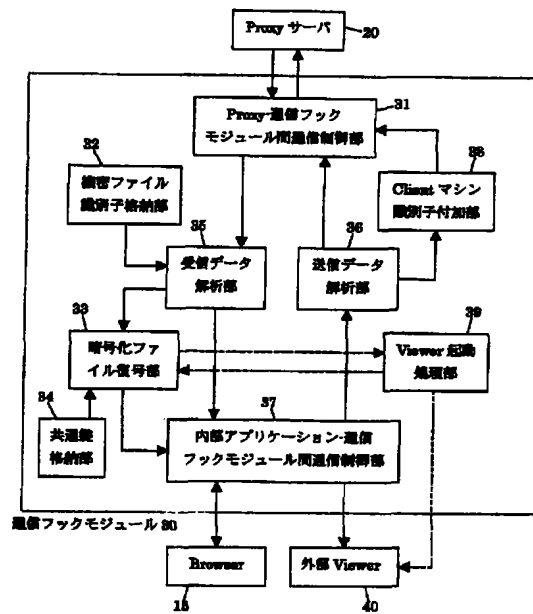 Proxy サーバ
20
31
Proxy-通信フック
モジュール間通信制御部
32
機密ファイル
識別子格納部
38
Client マシン
識別子付加部
35
受信データ
解析部
36
送信データ
解析部
33
暗号化ファ
イル復号部
39
Viewer 起動
処理部
34
共通鍵
格納部
37
内部アプリケーション-通信
フックモジュール間通信制御部
通信フックモジュール 30
Browser
外部 Viewer
15
40